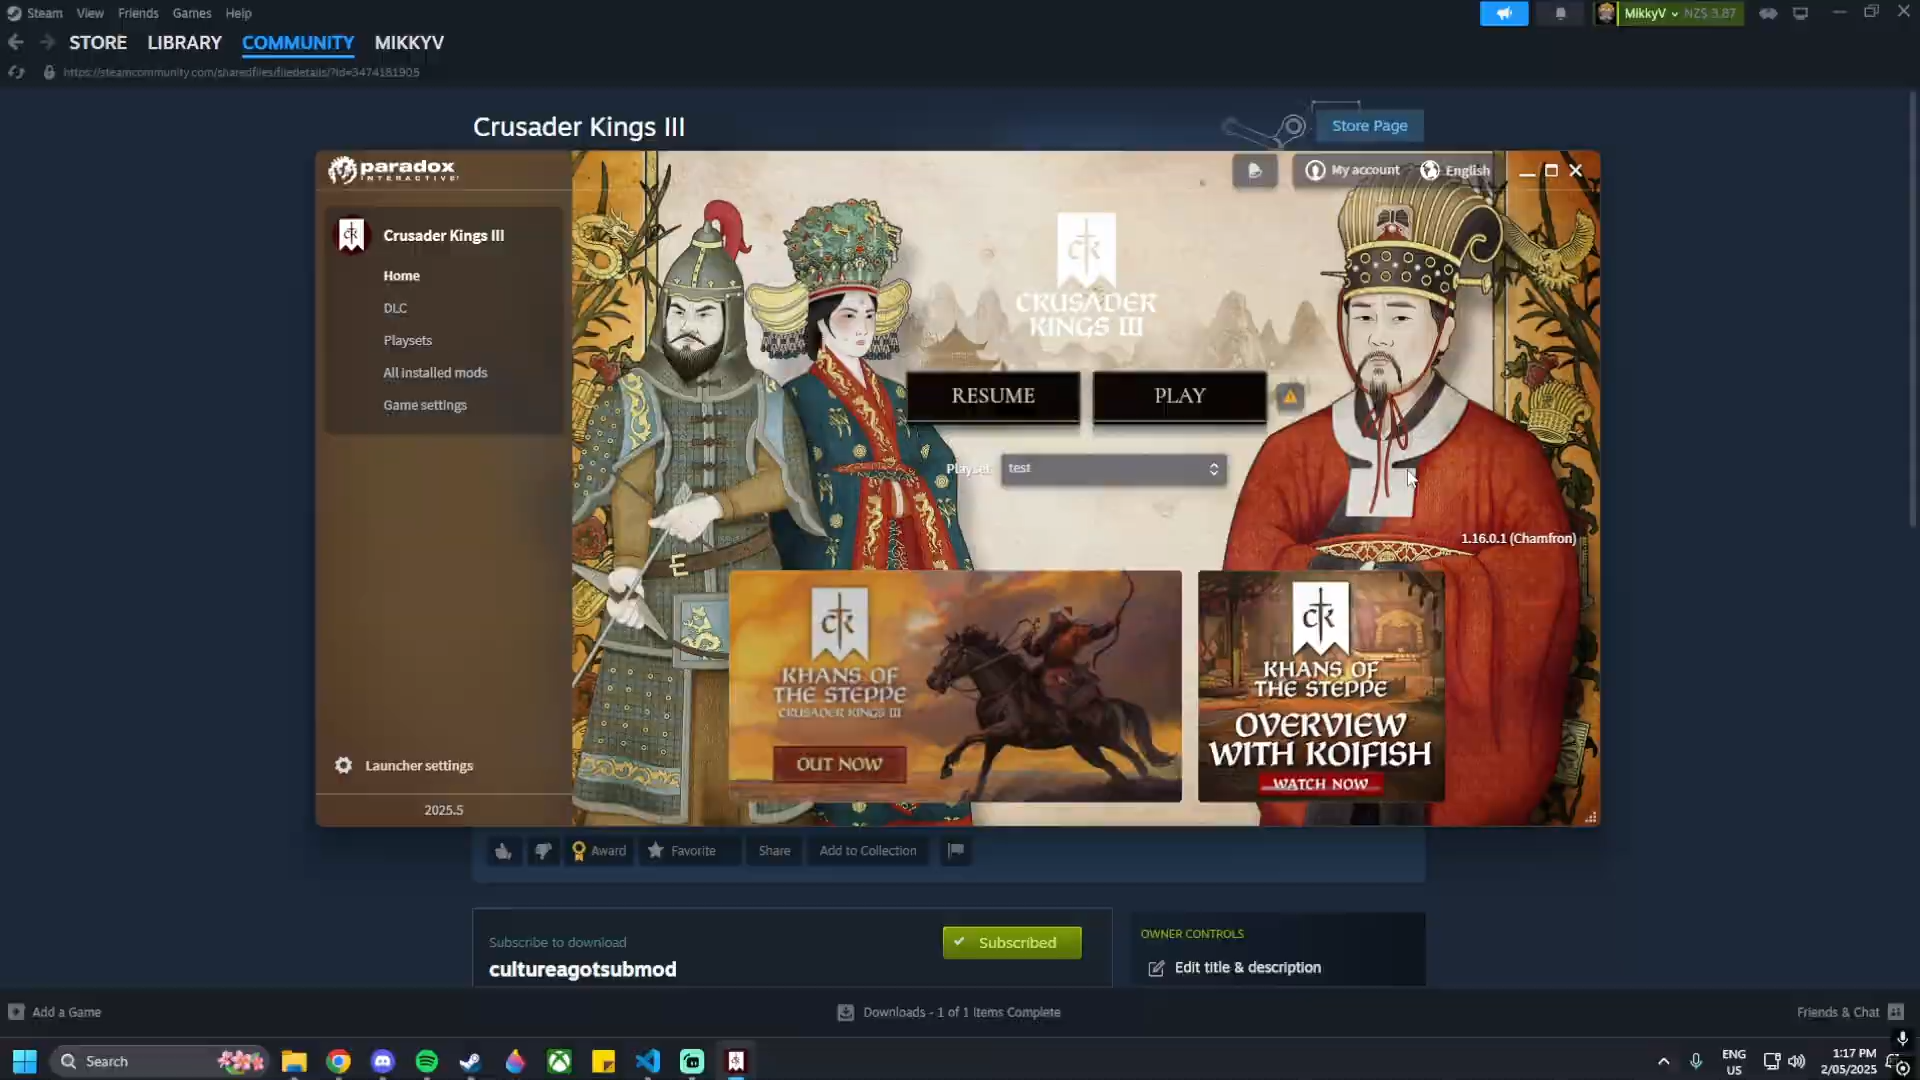 Steam View Friends Games Help
MikkyV NZ$ 3.87
STORE LIBRARY COMMUNITY MIKKYV
https://steamcommunity.com/sharedfiles/filedetails/?id=3474181905
Crusader Kings III
Store Page
paradox
INTERACTIVE
My account English
Crusader Kings III
Home
DLC
Playsets
All installed mods
Game settings
CRUSADER
KINGS III
RESUME PLAY
Playset test
1.16.0.1 (Chamfron)
KHANS OF
THE STEPPE
CRUSADER KINGS III
OUT NOW
KHANS OF
THE STEPPE
OVERVIEW
WITH KOIFISH
WATCH NOW
Launcher settings
2025.5
Award Favorite Share Add to Collection
Subscribe to download
cultureagotsubmod
Subscribed
OWNER CONTROLS
Edit title & description
Add a Game
Downloads - 1 of 1 Items Complete
Friends & Chat
Search
ENG
US
1:17 PM
2/05/2025